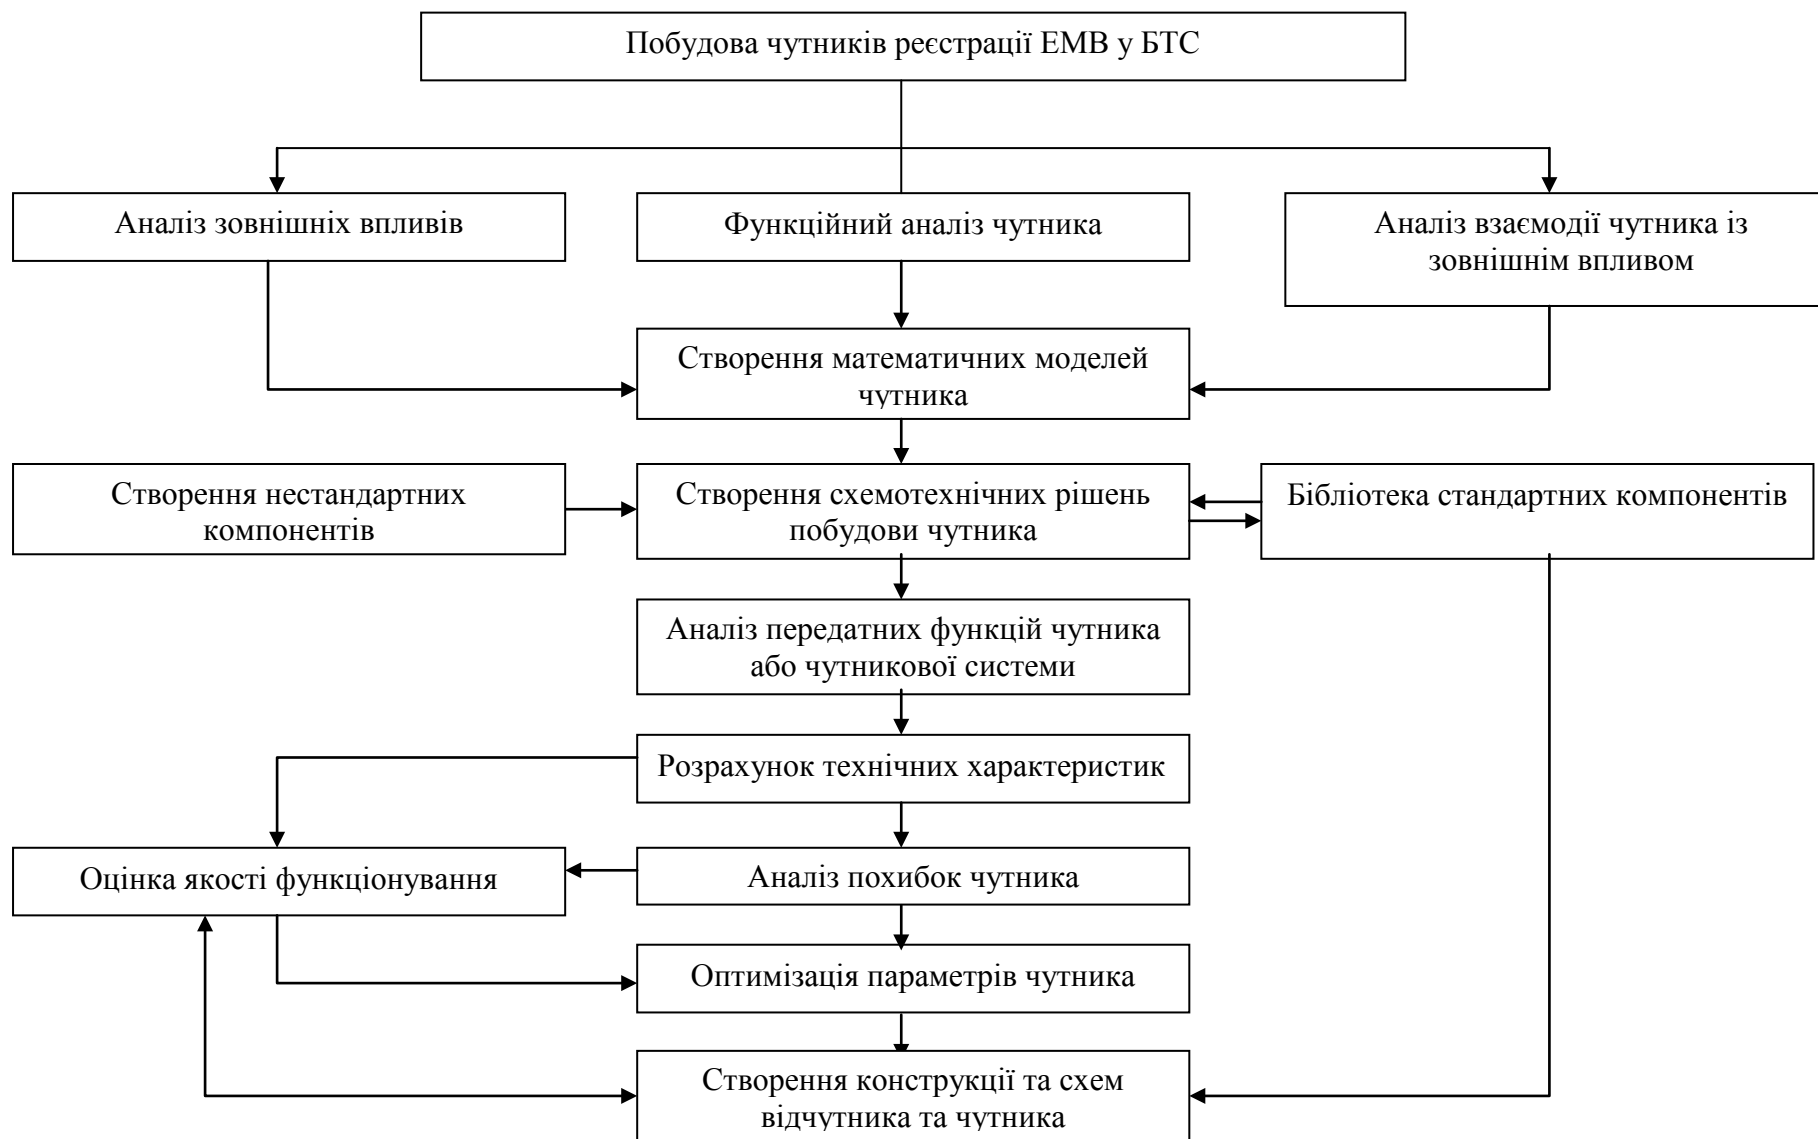 Побудова чутників реєстрації ЕМВ у БТС
Аналіз зовнішніх впливів
Функційний аналіз чутника
Аналіз взаємодії чутника із
зовнішнім впливом
Створення математичних моделей
чутника
Створення нестандартних
компонентів
Створення схемотехнічних рішень
побудови чутника
Бібліотека стандартних компонентів
Аналіз передатних функцій чутника
або чутникової системи
Розрахунок технічних характеристик
Оцінка якості функціонування
Аналіз похибок чутника
Оптимізація параметрів чутника
Створення конструкції та схем
відчутника та чутника